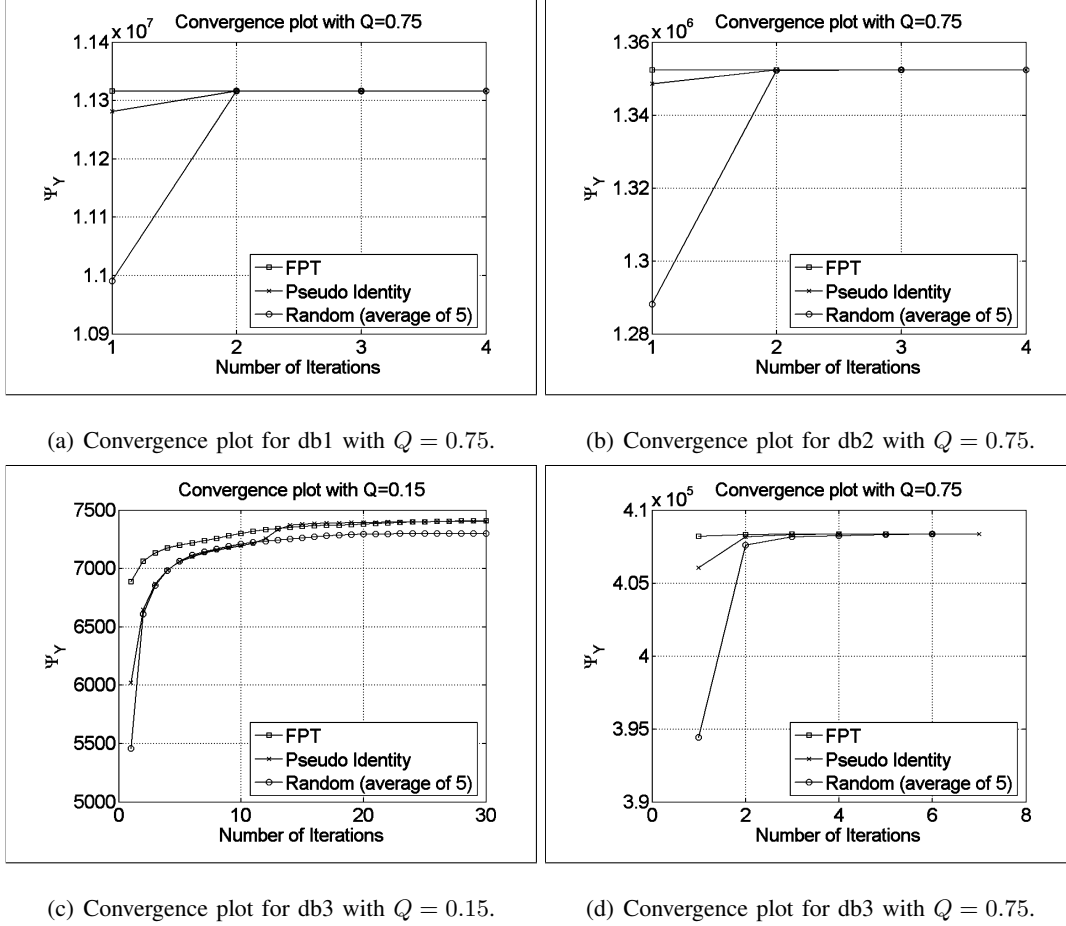 Convergence plot with Q=0.75
x 10^7
1.14
1.13
1.12
1.11
1.1
1.09
Ψ_Y
1
2
3
4
Number of Iterations
FPT
Pseudo Identity
Random (average of 5)
(a) Convergence plot for db1 with Q = 0.75.
Convergence plot with Q=0.75
x 10^6
1.36
1.34
1.32
1.3
1.28
Ψ_Y
1
2
3
4
Number of Iterations
FPT
Pseudo Identity
Random (average of 5)
(b) Convergence plot for db2 with Q = 0.75.
Convergence plot with Q=0.15
7500
7000
6500
6000
5500
5000
Ψ_Y
0
10
20
30
Number of Iterations
FPT
Pseudo Identity
Random (average of 5)
(c) Convergence plot for db3 with Q = 0.15.
Convergence plot with Q=0.75
x 10^5
4.1
4.05
4
3.95
3.9
Ψ_Y
0
2
4
6
8
Number of Iterations
FPT
Pseudo Identity
Random (average of 5)
(d) Convergence plot for db3 with Q = 0.75.